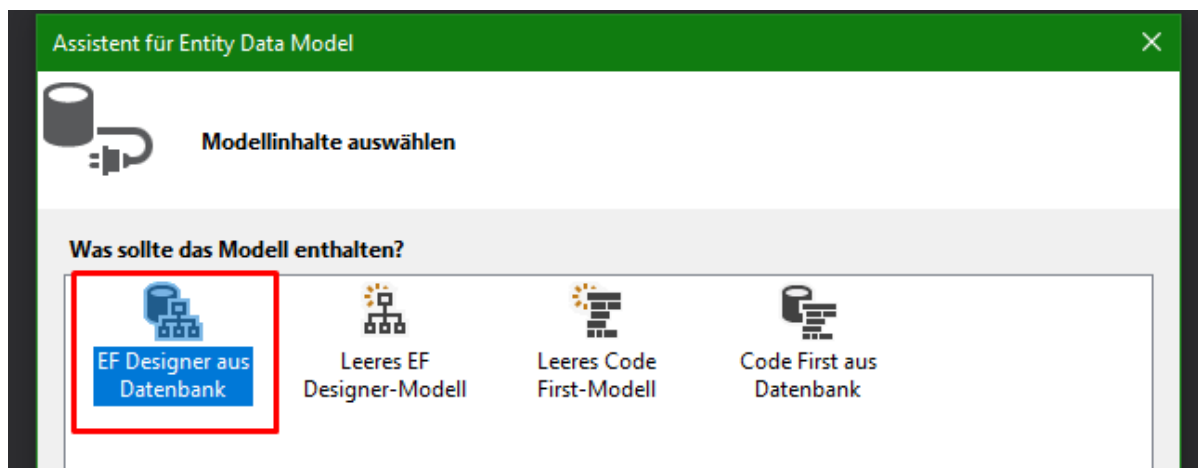 Assistent für Entity Data Model
Modellinhalte auswählen
Was sollte das Modell enthalten?
EF Designer aus
Datenbank
Leeres EF
Designer-Modell
Leeres Code
First-Modell
Code First aus
Datenbank